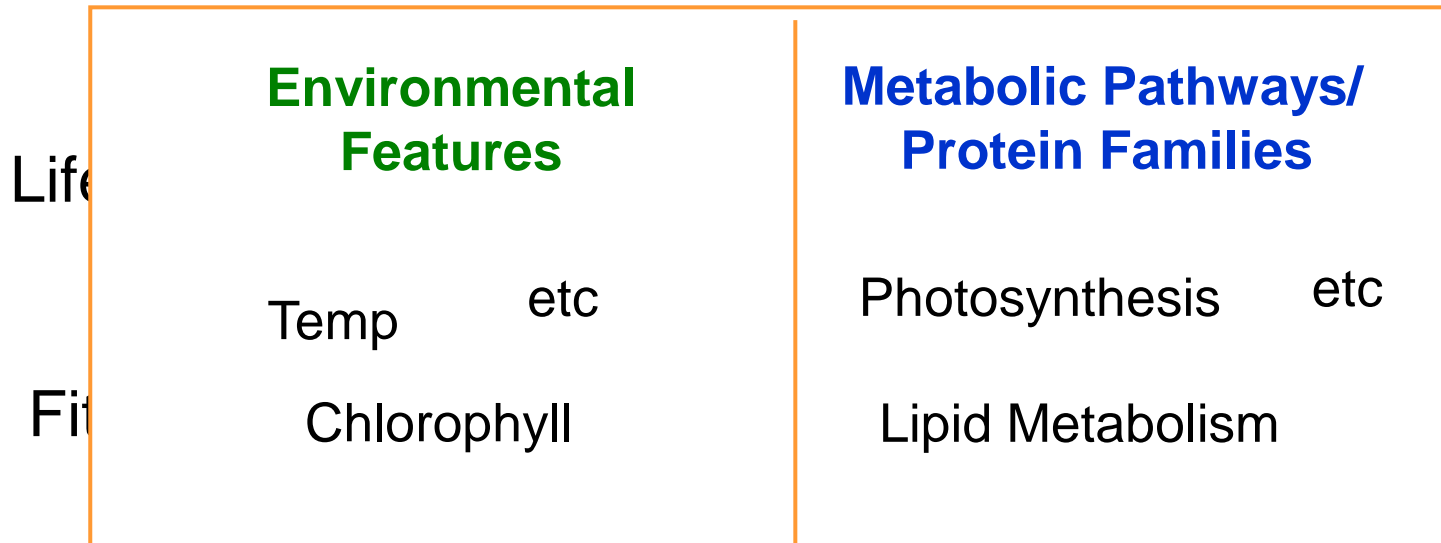 Environmental
Features
Metabolic Pathways/
Protein Families
Temp
etc
Photosynthesis
etc
Chlorophyll
Lipid Metabolism